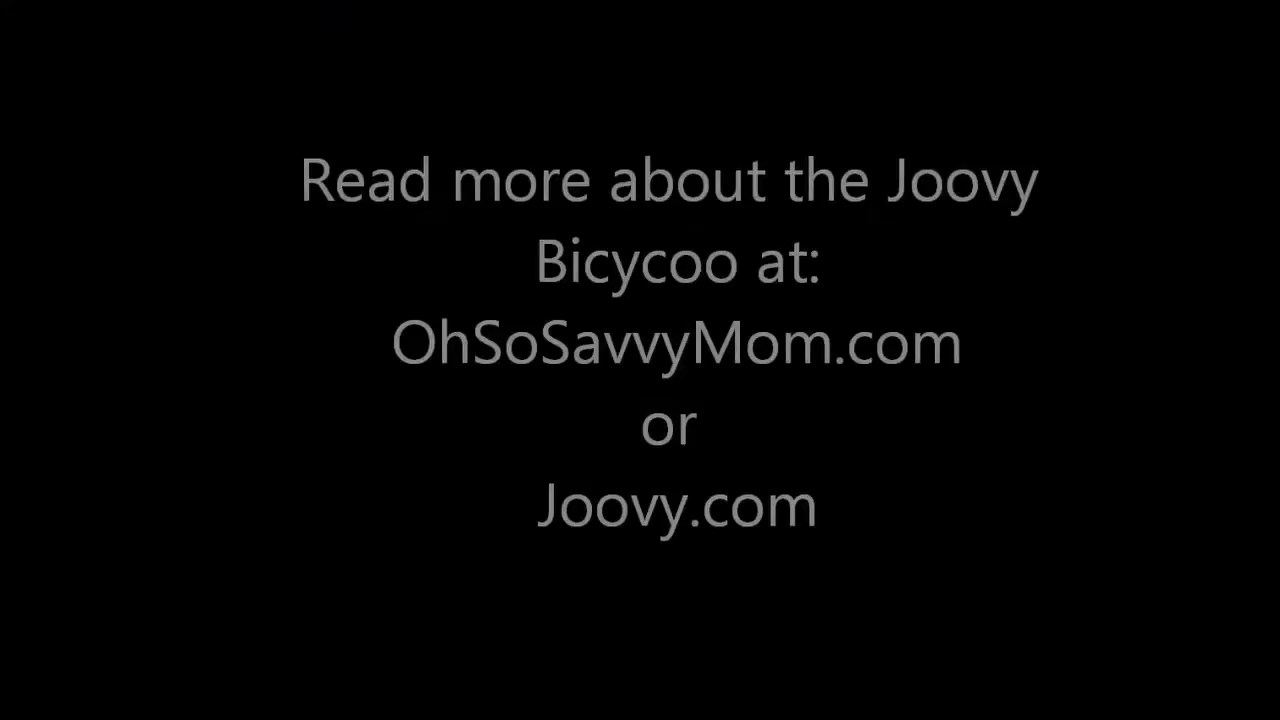 Read more about the Joovy
Bicycoo at:
OhSoSavvyMom.com
or
Joovy.com